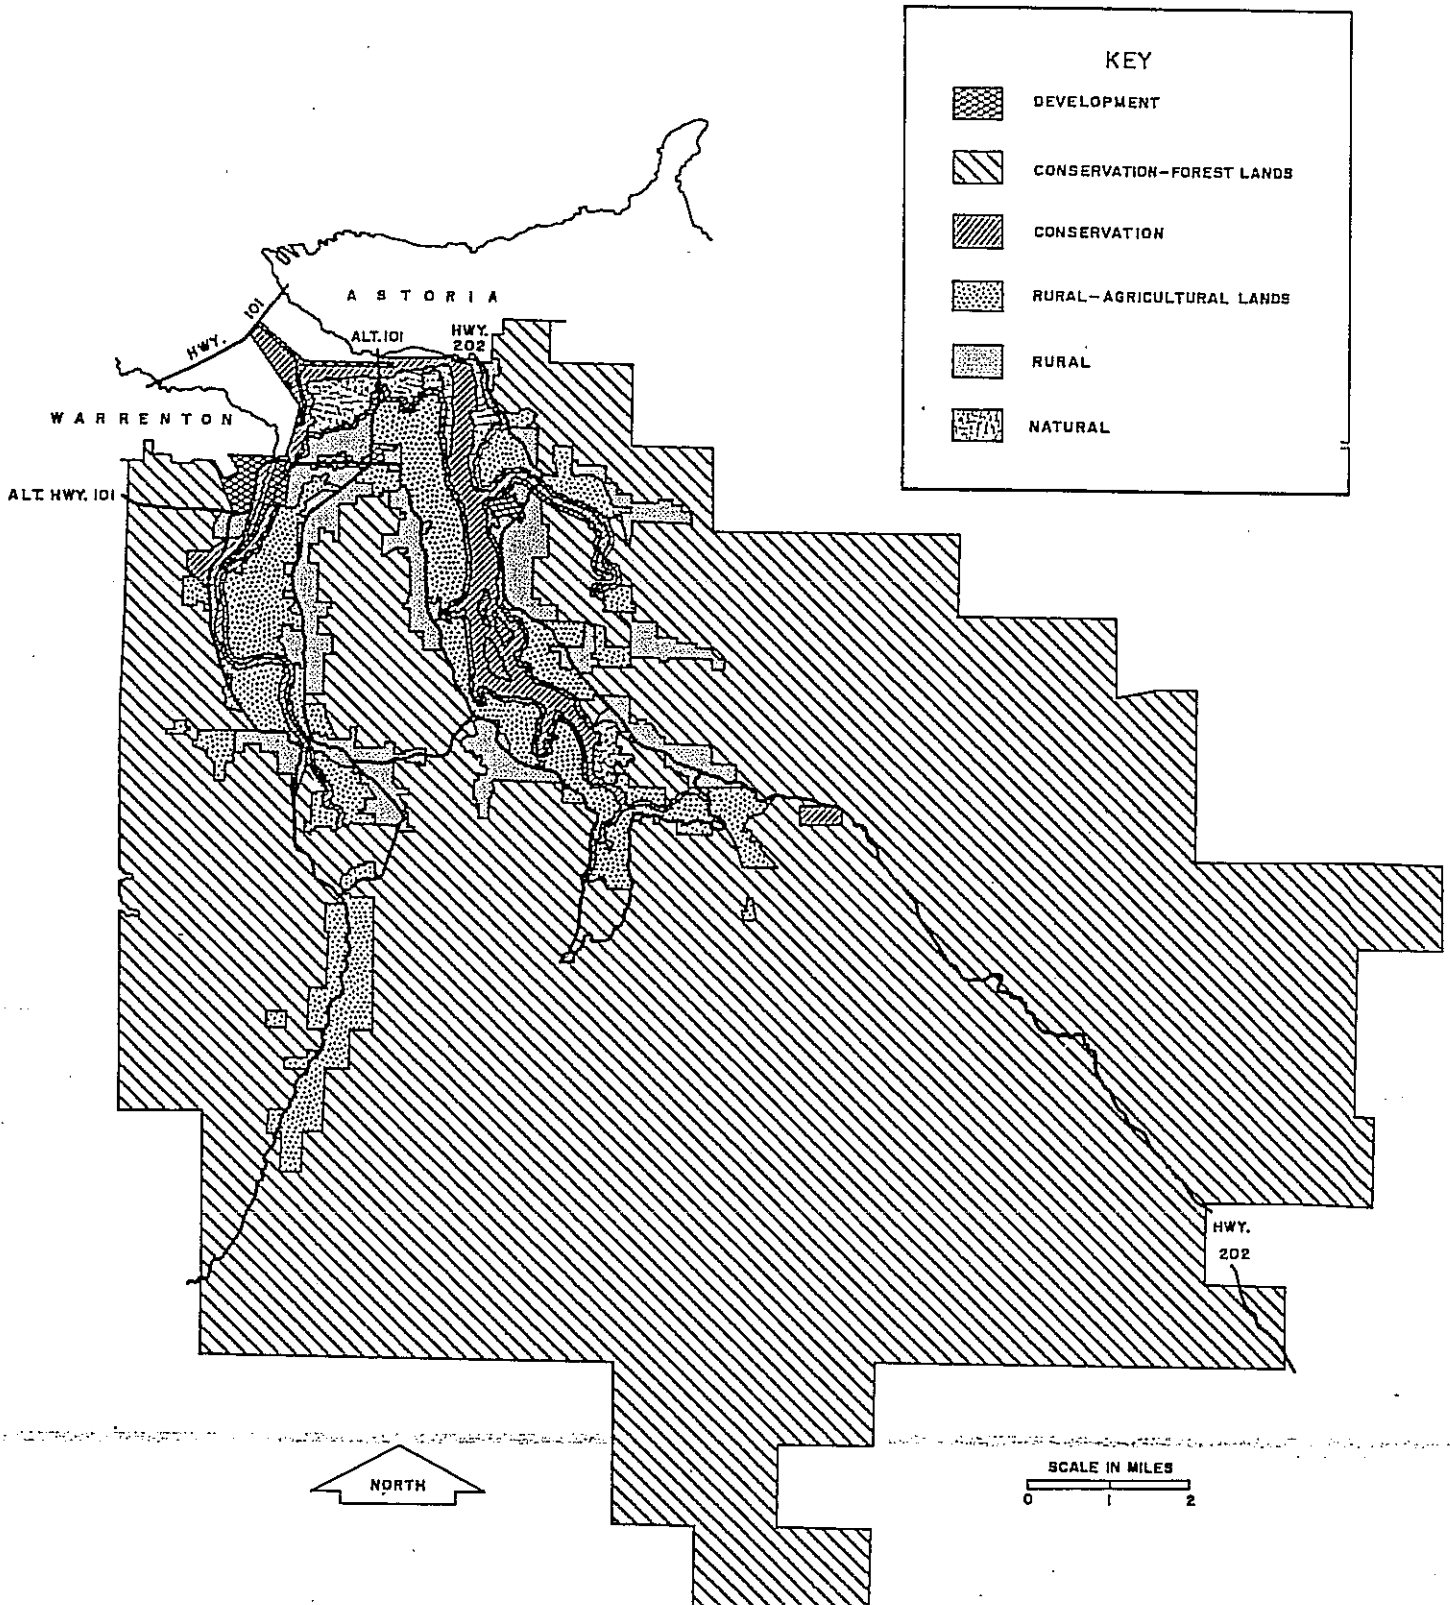 KEY
DEVELOPMENT
CONSERVATION-FOREST LANDS
CONSERVATION
RURAL-AGRICULTURAL LANDS
RURAL
NATURAL
ASTORIA
HWY. 101
ALT. 101
HWY.
202
WARRENTON
ALT. HWY. 101
HWY.
202
NORTH
SCALE IN MILES
0 1 2